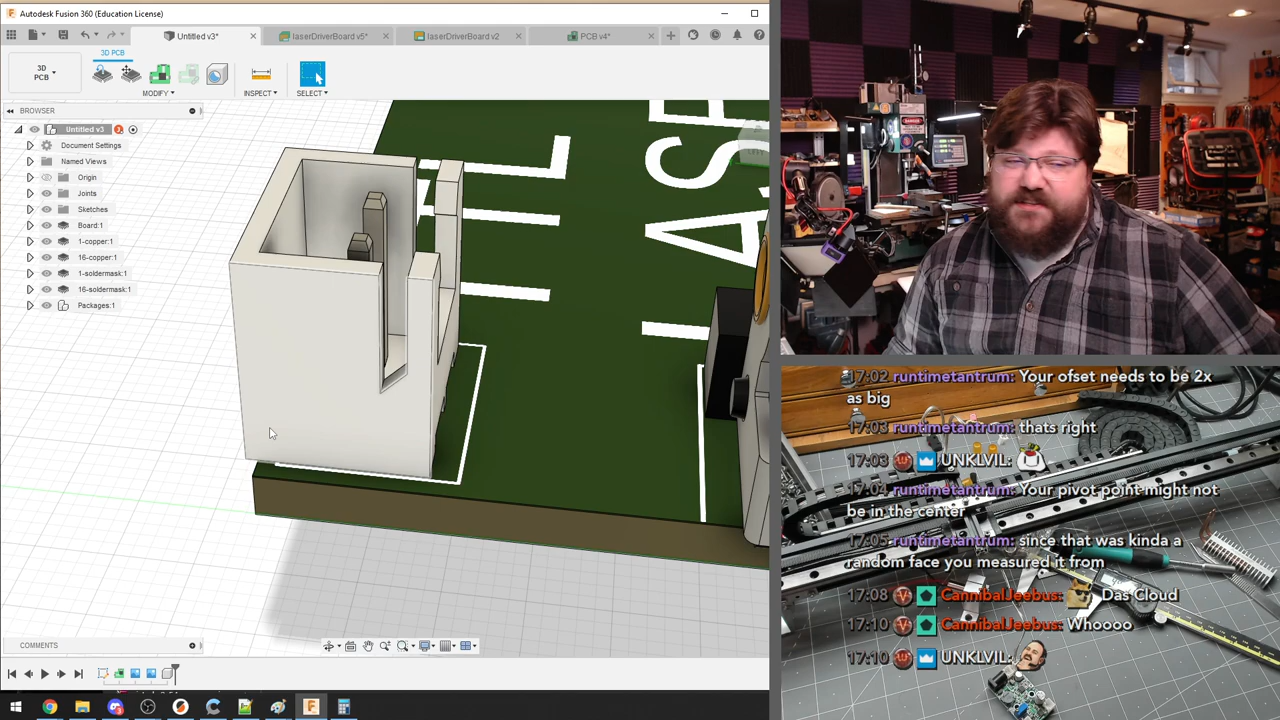 Autodesk Fusion 360 (Education License)
Untitled v3*
laserDriverBoard v5*
laserDriverBoard v2
PCB v4*
3D PCB
3D
PCB
MODIFY
INSPECT
SELECT
BROWSER
Untitled v3
Document Settings
Named Views
Origin
Joints
Sketches
Board:1
1-copper:1
16-copper:1
1-soldermask:1
16-soldermask:1
Packages:1
COMMENTS
17:02 runtimetantrum: Your ofset needs to be 2x
as big
17:03 runtimetantrum: thats right
17:03 UNKLVIL:
17:04 runtimetantrum: Your pivot point might not
be in the center
17:05 runtimetantrum: since that was kinda a
random face you measured it from
17:08 CannibalJeebus: Das Cloud
17:10 CannibalJeebus: Whoooo
17:10 UNKLVIL: